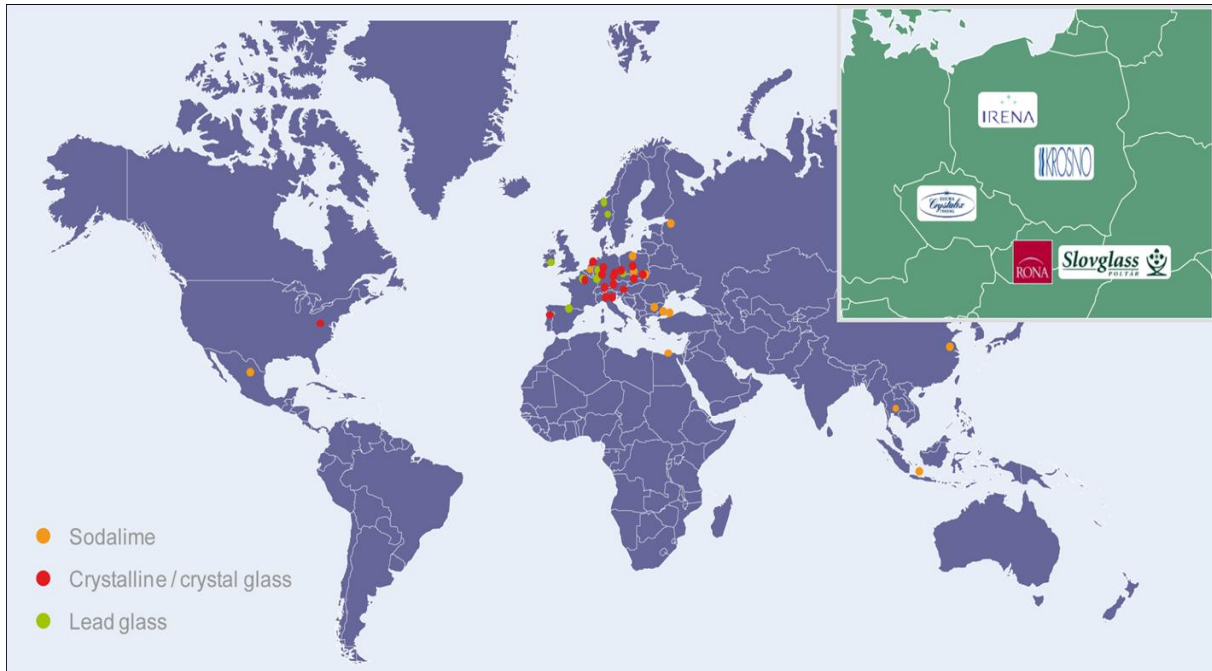 IRENA
KROSNO
Crystalex
RONA
Slovglass
POLTÁR
Sodalime
Crystalline / crystal glass
Lead glass